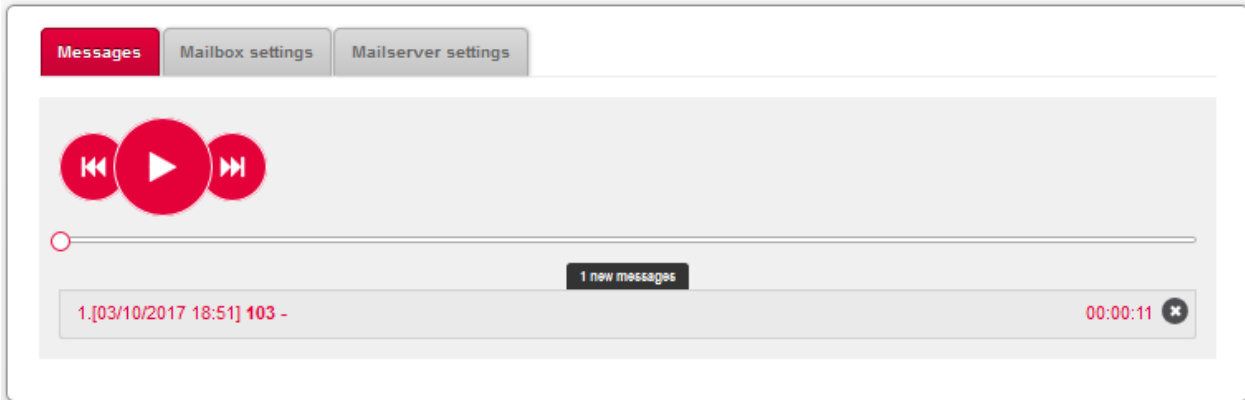 Messages Mailbox settings Mailserver settings
1 new messages
1.[03/10/2017 18:51] 103 - 00:00:11